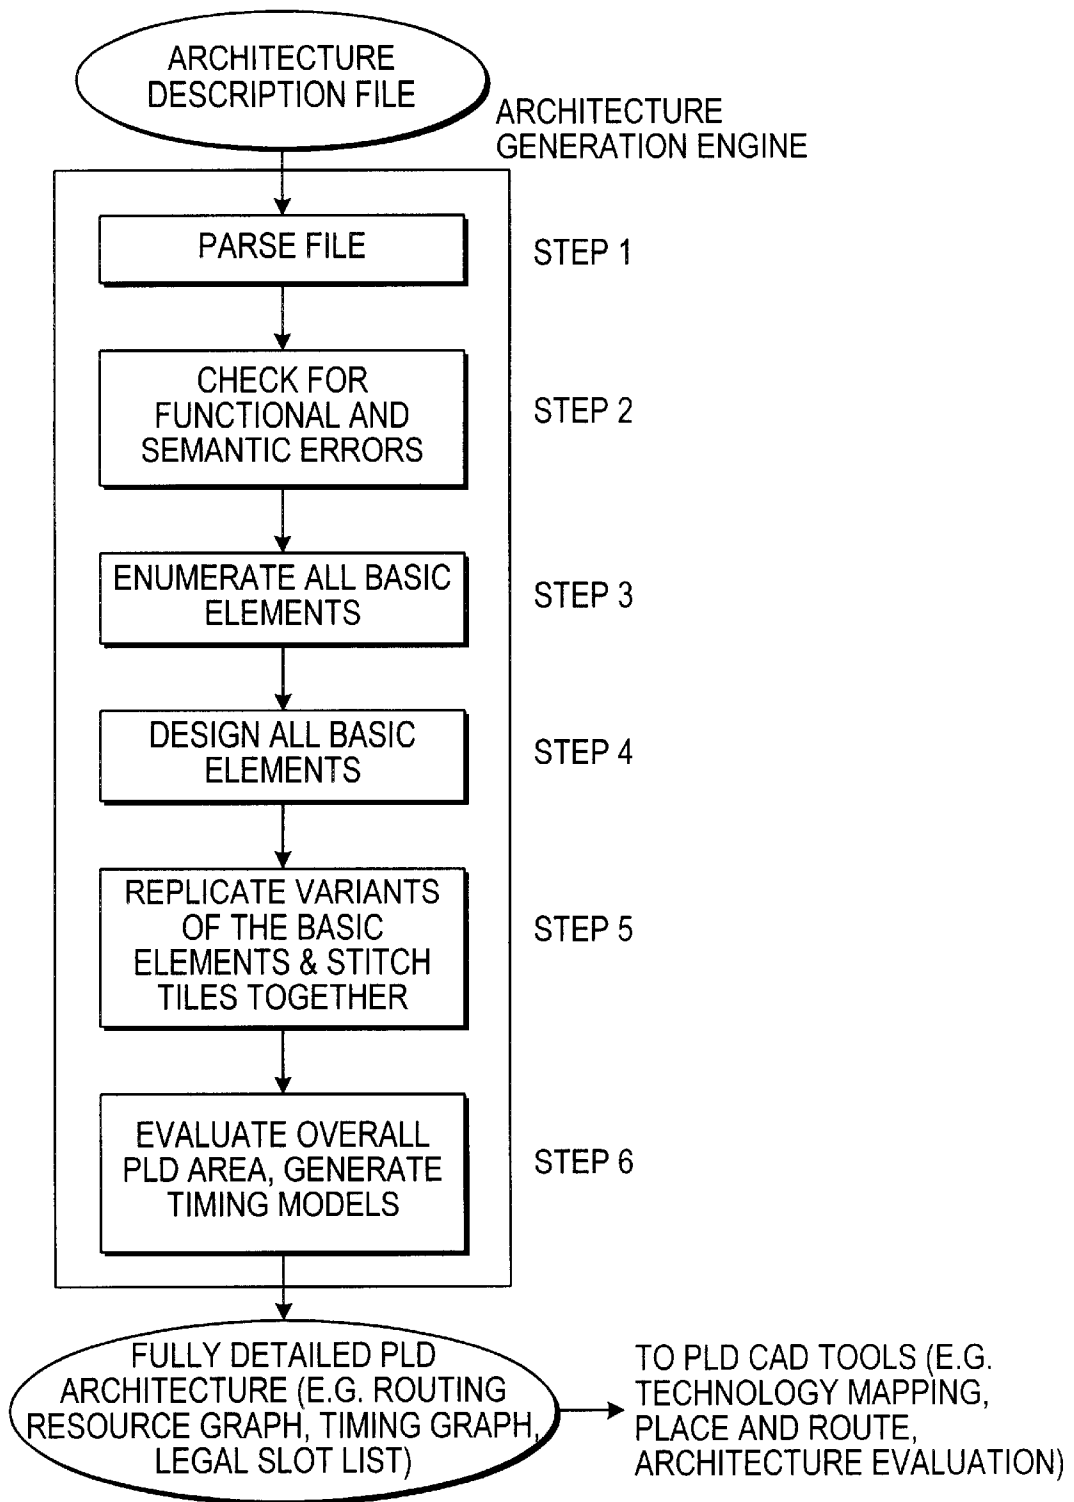 ARCHITECTURE
DESCRIPTION FILE
ARCHITECTURE
GENERATION ENGINE
PARSE FILE
STEP 1
CHECK FOR
FUNCTIONAL AND
SEMANTIC ERRORS
STEP 2
ENUMERATE ALL BASIC
ELEMENTS
STEP 3
DESIGN ALL BASIC
ELEMENTS
STEP 4
REPLICATE VARIANTS
OF THE BASIC
ELEMENTS & STITCH
TILES TOGETHER
STEP 5
EVALUATE OVERALL
PLD AREA, GENERATE
TIMING MODELS
STEP 6
FULLY DETAILED PLD
ARCHITECTURE (E.G. ROUTING
RESOURCE GRAPH, TIMING GRAPH,
LEGAL SLOT LIST)
TO PLD CAD TOOLS (E.G.
TECHNOLOGY MAPPING,
PLACE AND ROUTE,
ARCHITECTURE EVALUATION)